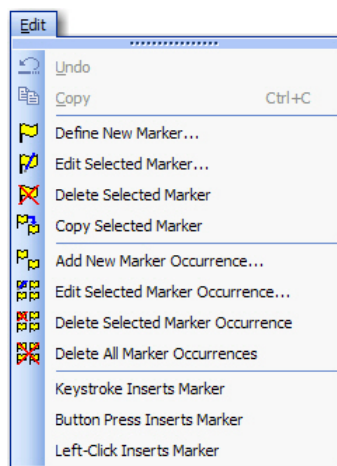 Edit
Undo
Copy Ctrl+C
Define New Marker...
Edit Selected Marker...
Delete Selected Marker
Copy Selected Marker
Add New Marker Occurrence...
Edit Selected Marker Occurrence...
Delete Selected Marker Occurrence
Delete All Marker Occurrences
Keystroke Inserts Marker
Button Press Inserts Marker
Left-Click Inserts Marker